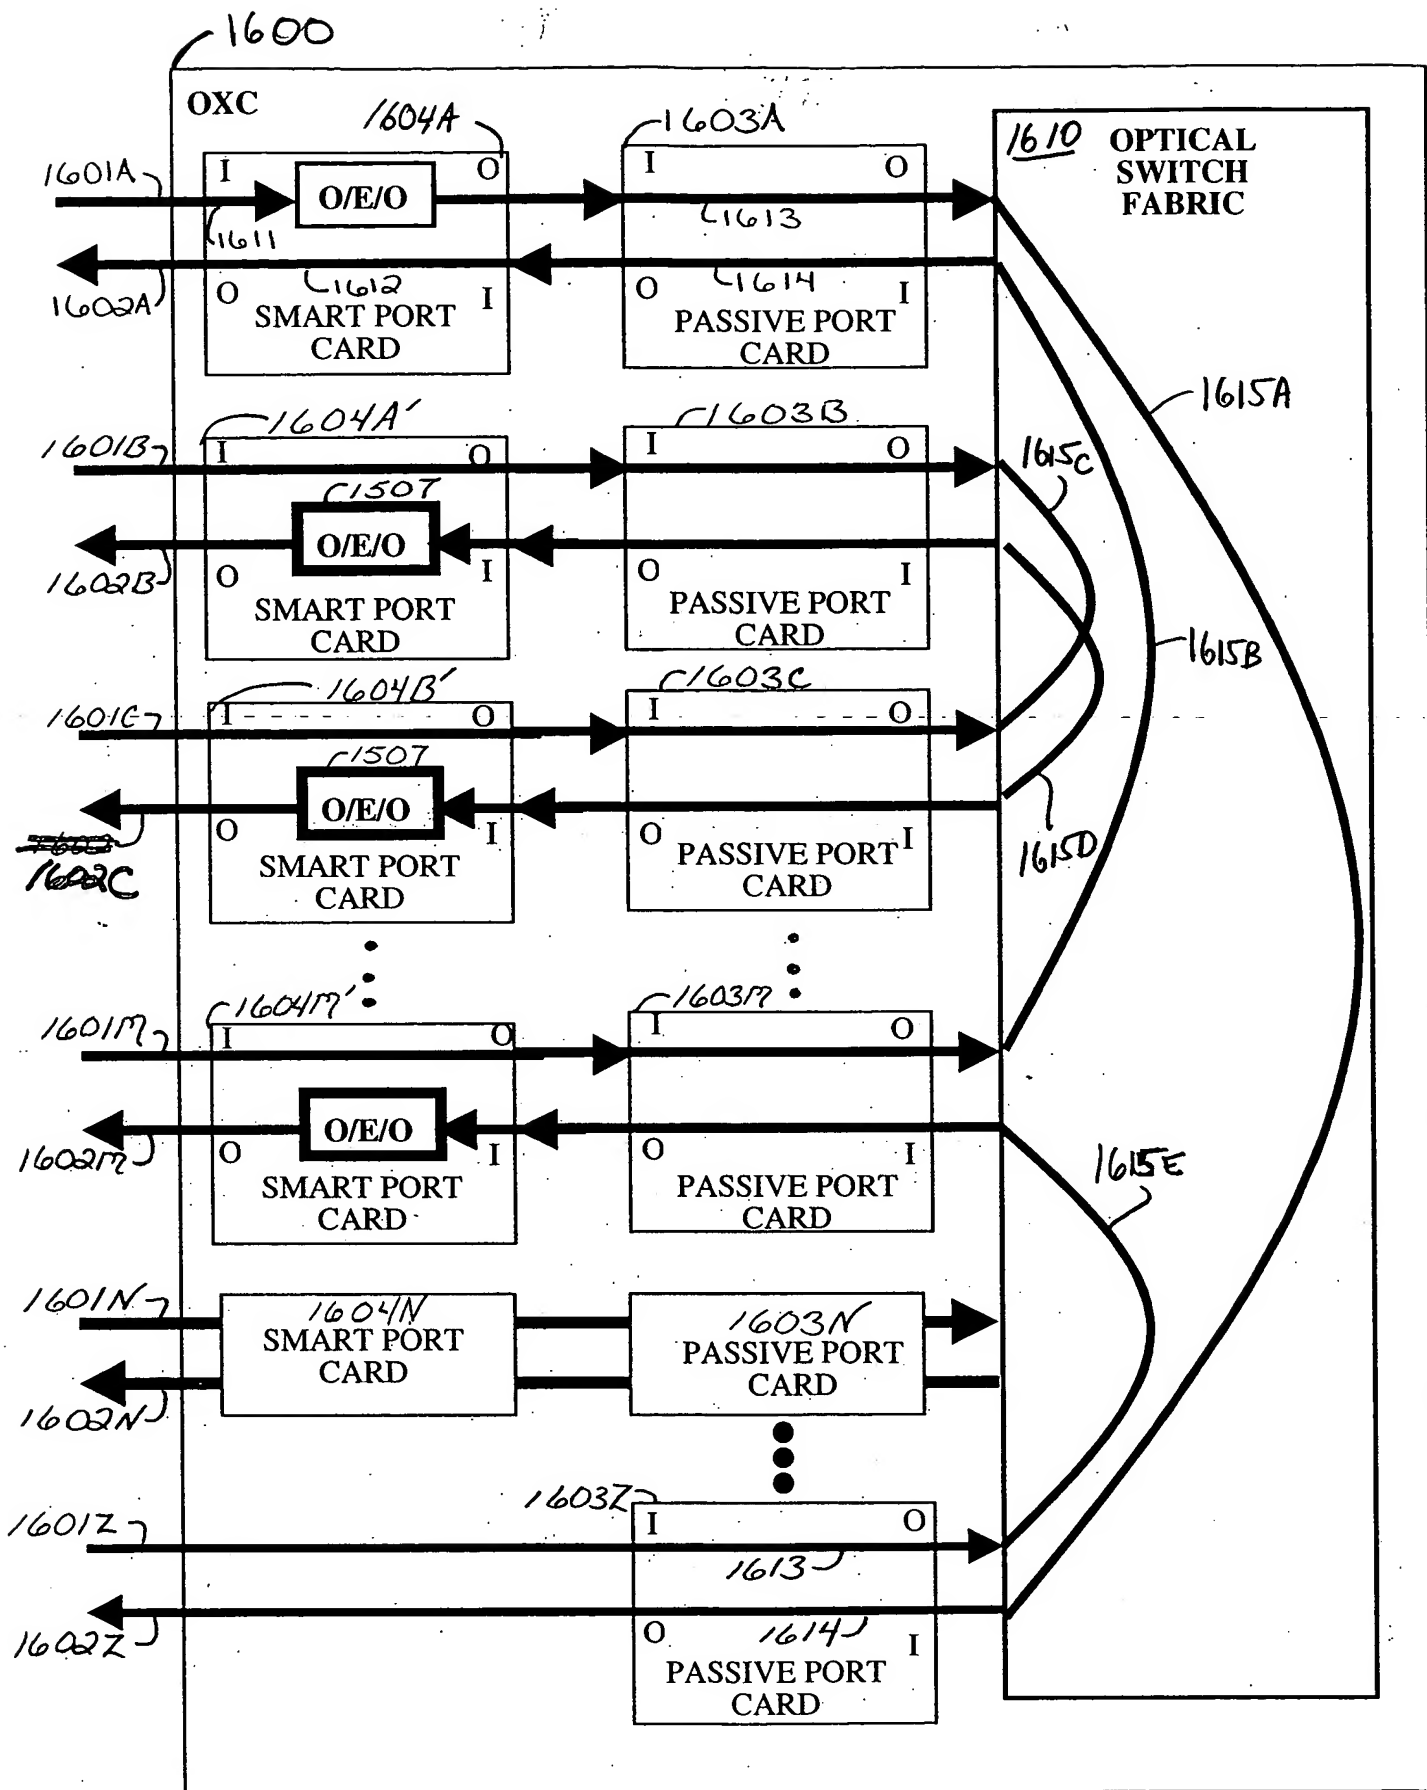 1600
OXC
1604A
1603A
1610 OPTICAL
SWITCH
FABRIC
1601A
I
O/E/O
O
I
O
1611
1613
1602A
O
1612
I
SMART PORT
CARD
O
1614
I
PASSIVE PORT
CARD
1615A
1604A'
1603B
1601B
I
O
I
O
1615C
1507
O/E/O
1602B
O
I
SMART PORT
CARD
O
I
PASSIVE PORT
CARD
1615B
1604B'
1603C
1601C
I
O
I
O
1507
O/E/O
1602C
O
I
SMART PORT
CARD
O
I
PASSIVE PORT
CARD
1615D
1604M'
1603M
1601M
I
O
I
O
O/E/O
1602M
O
I
SMART PORT
CARD
O
I
PASSIVE PORT
CARD
1615E
1601N
1604N
SMART PORT
CARD
1603N
PASSIVE PORT
CARD
1602N
1603Z
1601Z
I
O
1613
1602Z
O
1614
I
PASSIVE PORT
CARD